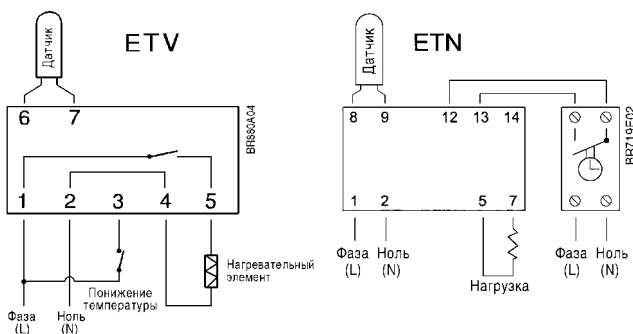 ETV
Датчик
6 7
BR880A04
1 2 3 4 5
Понижение
температуры
Нагревательный
элемент
Фаза
(L)
Ноль
(N)
ETN
Датчик
8 9 12 13 14
BR719E02
1 2 5 7
Фаза
(L)
Ноль
(N)
Нагрузка
Фаза
(L)
Ноль
(N)